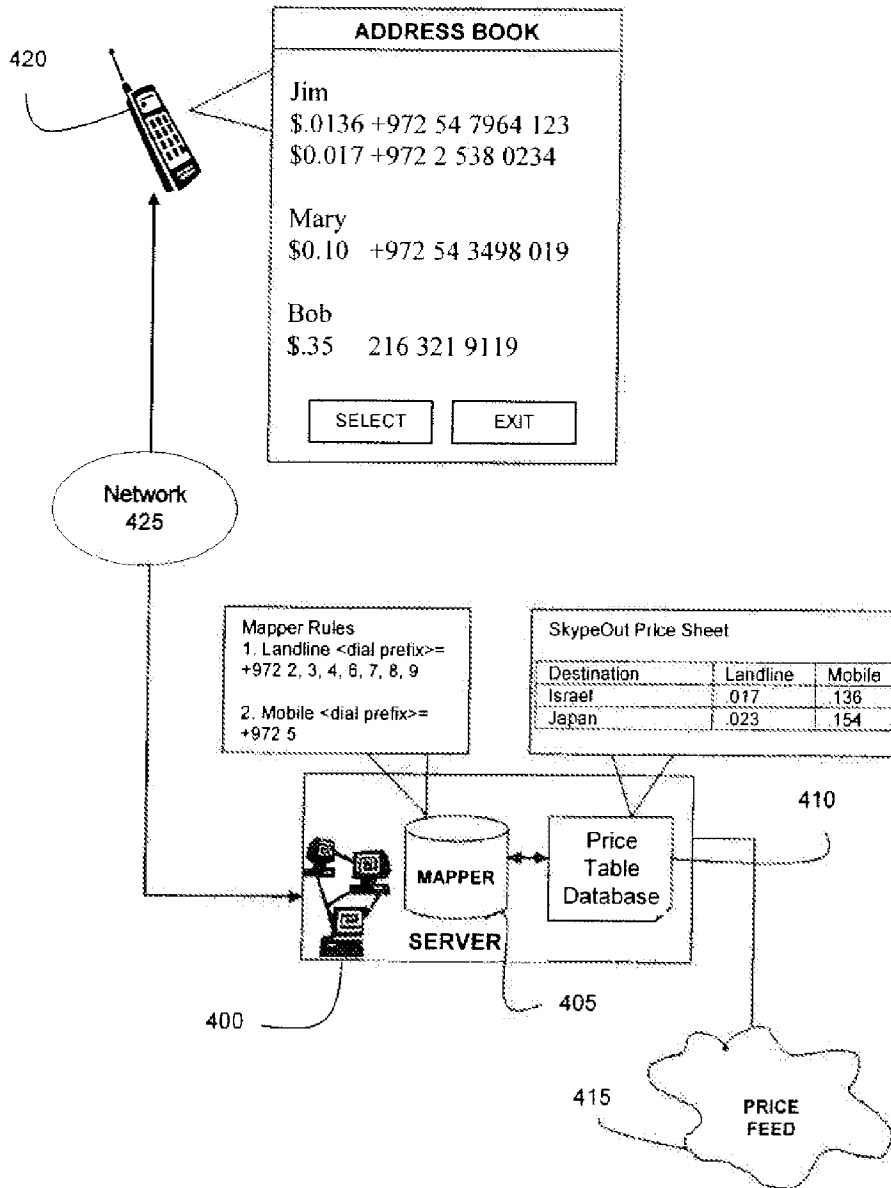 420
ADDRESS BOOK
Jim
$.0136 +972 54 7964 123
$0.017 +972 2 538 0234
Mary
$0.10 +972 54 3498 019
Bob
$.35 216 321 9119
SELECT EXIT
Network
425
Mapper Rules
1. Landline <dial prefix>=
+972 2, 3, 4, 6, 7, 8, 9
2. Mobile <dial prefix>=
+972 5
SkypeOut Price Sheet
Destination Landline Mobile
Israel .017 .136
Japan .023 .154
410
MAPPER
Price
Table
Database
SERVER
400
405
415
PRICE
FEED